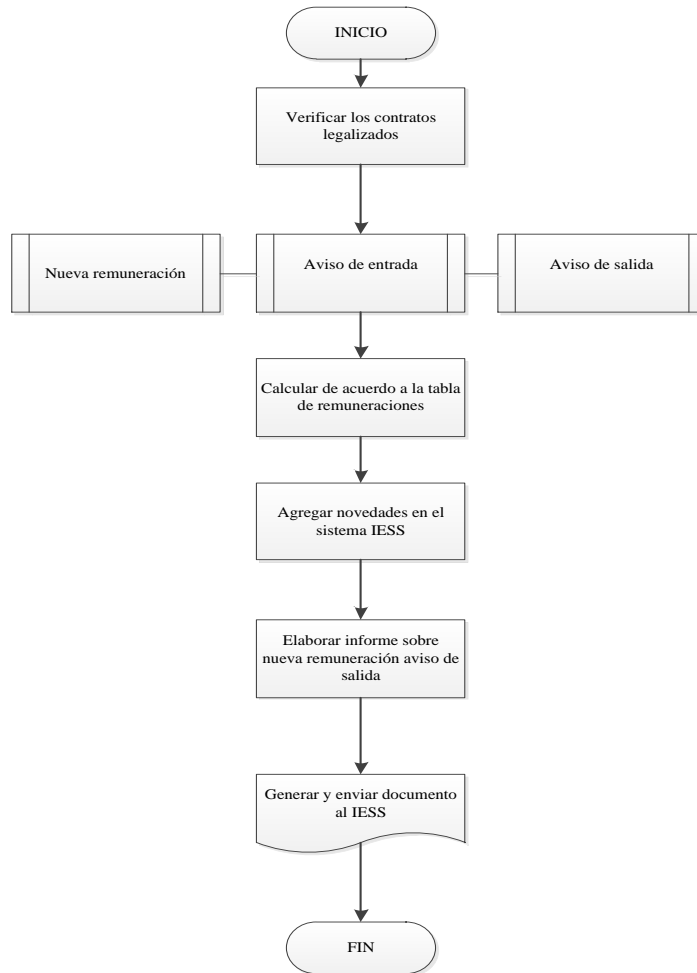 INICIO
Verificar los contratos
legalizados
Nueva remuneración
Aviso de entrada
Aviso de salida
Calcular de acuerdo a la tabla
de remuneraciones
Agregar novedades en el
sistema IESS
Elaborar informe sobre
nueva remuneración aviso de
salida
Generar y enviar documento
al IESS
FIN